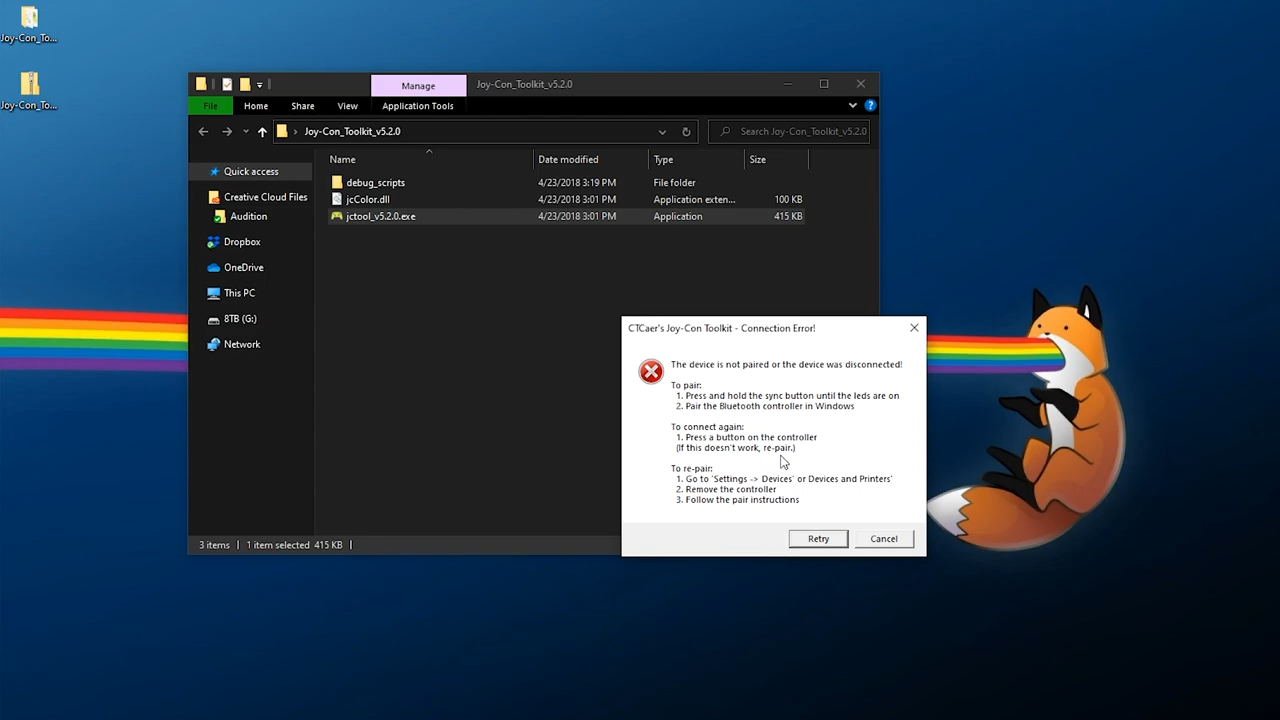 Joy-Con_To...
Joy-Con_To...
Manage
Joy-Con_Toolkit_v5.2.0
File
Home
Share
View
Application Tools
Joy-Con_Toolkit_v5.2.0
Search Joy-Con_Toolkit_v5.2.0
Name
Date modified
Type
Size
Quick access
Creative Cloud Files
Audition
Dropbox
OneDrive
This PC
8TB (G:)
Network
debug_scripts 4/23/2018 3:19 PM File folder
jcColor.dll 4/23/2018 3:01 PM Application exten... 100 KB
jctool_v5.2.0.exe 4/23/2018 3:01 PM Application 415 KB
3 items 1 item selected 415 KB
CTCaer's Joy-Con Toolkit - Connection Error!
The device is not paired or the device was disconnected!
To pair:
1. Press and hold the sync button until the leds are on
2. Pair the Bluetooth controller in Windows
To connect again:
1. Press a button on the controller
(If this doesn't work, re-pair.)
To re-pair:
1. Go to 'Settings -> Devices' or Devices and Printers'
2. Remove the controller
3. Follow the pair instructions
Retry
Cancel